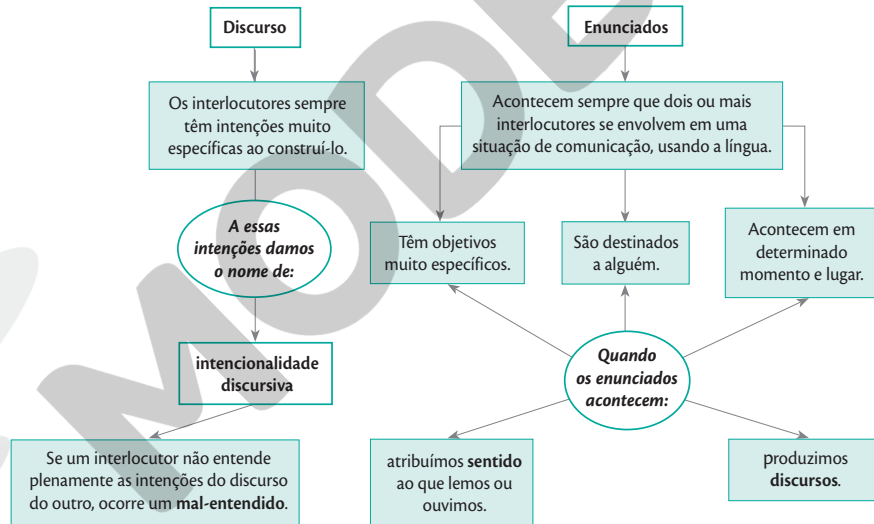 Discurso
Os interlocutores sempre
têm intenções muito
específicas ao construí-lo.
A essas
intenções damos
o nome de:
intencionalidade
discursiva
Se um interlocutor não entende
plenamente as intenções do discurso
do outro, ocorre um mal-entendido.
Enunciados
Acontecem sempre que dois ou mais
interlocutores se envolvem em uma
situação de comunicação, usando a língua.
Têm objetivos
muito específicos.
São destinados
a alguém.
Acontecem em
determinado
momento e lugar.
Quando
os enunciados
acontecem:
atribuímos sentido
ao que lemos ou
ouvimos.
produzimos
discursos.
MODE